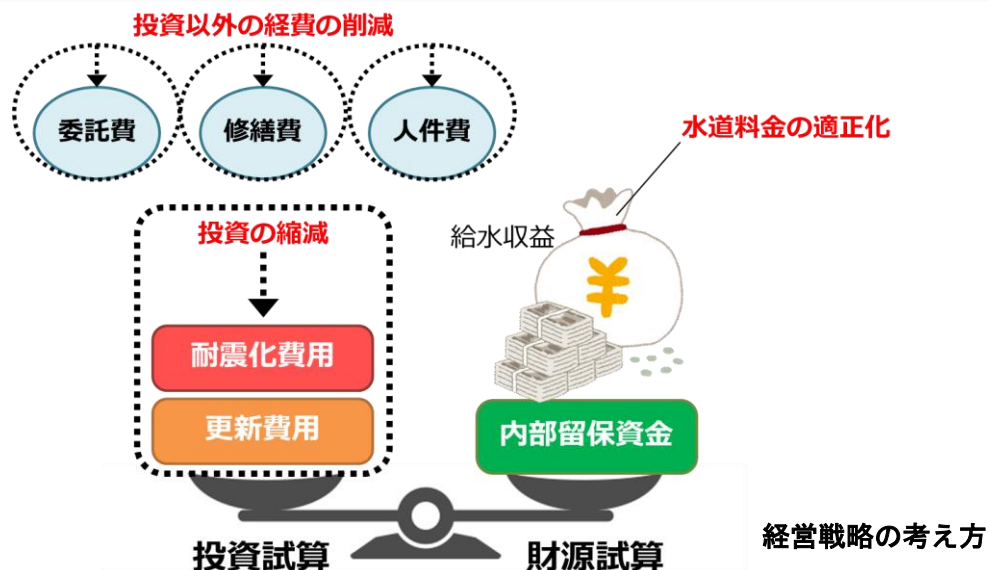 投資以外の経費の削減
委託費
修繕費
人件費
水道料金の適正化
投資の縮減
給水収益
¥
耐震化費用
更新費用
内部留保資金
投資試算
財源試算
経営戦略の考え方